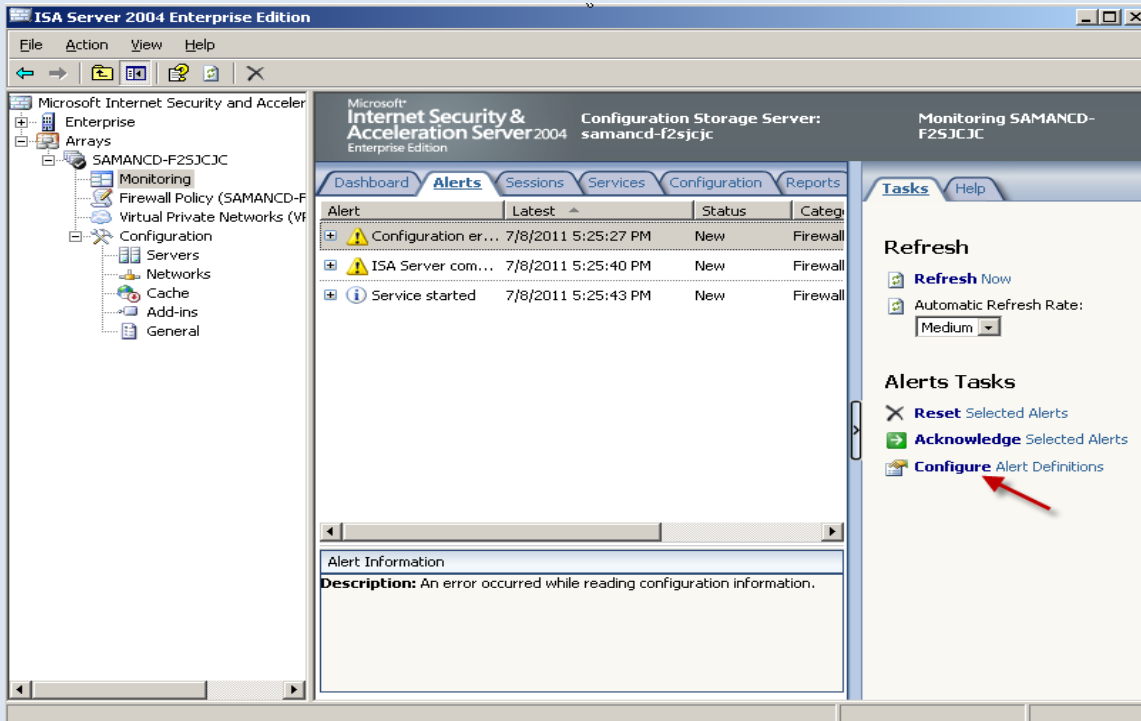 ISA Server 2004 Enterprise Edition
File Action View Help
Microsoft Internet Security and Acceler
Enterprise
Arrays
SAMANCD-F2SJCJC
Monitoring
Firewall Policy (SAMANCD-F
Virtual Private Networks (VP
Configuration
Servers
Networks
Cache
Add-ins
General
Microsoft
Internet Security &
Acceleration Server 2004
Enterprise Edition
Configuration Storage Server:
samancd-f2sjcjc
Monitoring SAMANCD-
F2SJCJC
Dashboard Alerts Sessions Services Configuration Reports
Alert Latest Status Catego
Configuration er... 7/8/2011 5:25:27 PM New Firewall
ISA Server com... 7/8/2011 5:25:40 PM New Firewall
Service started 7/8/2011 5:25:43 PM New Firewall
Alert Information
Description: An error occurred while reading configuration information.
Tasks Help
Refresh
Refresh Now
Automatic Refresh Rate:
Medium
Alerts Tasks
Reset Selected Alerts
Acknowledge Selected Alerts
Configure Alert Definitions